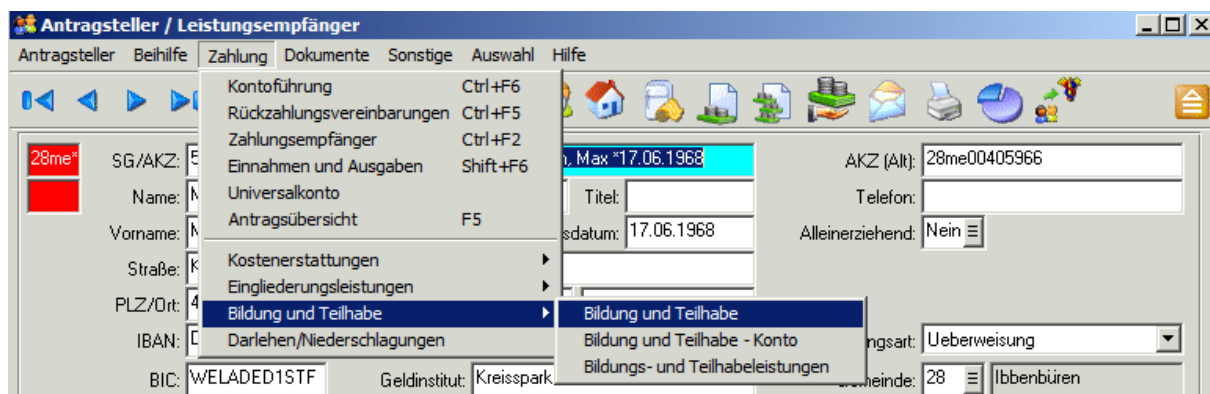 Antragsteller / Leistungsempfänger
Antragsteller Beihilfe Zahlung Dokumente Sonstige Auswahl Hilfe
Kontoführung Ctrl+F6
Rückzahlungsvereinbarungen Ctrl+F5
Zahlungsempfänger Ctrl+F2
28me* SG/AKZ: 5 Einnahmen und Ausgaben Shift+F6 , Max *17.06.1968 AKZ (Alt): 28me00405966
Name: Universalkonto Titel: Telefon:
Vorname: Antragsübersicht F5 sdatum: 17.06.1968 Alleinerziehend: Nein
Straße: K Kostenerstattungen
Eingliederungsleistungen
PLZ/Ort: 4 Bildung und Teilhabe Bildung und Teilhabe
IBAN: Darlehen/Niederschlagungen Bildung und Teilhabe - Konto ngsart: Ueberweisung
Bildungs- und Teilhabeleistungen
BIC: WELADED1STF Geldinstitut: Kreisspark meinde: 28 Ibbenbüren